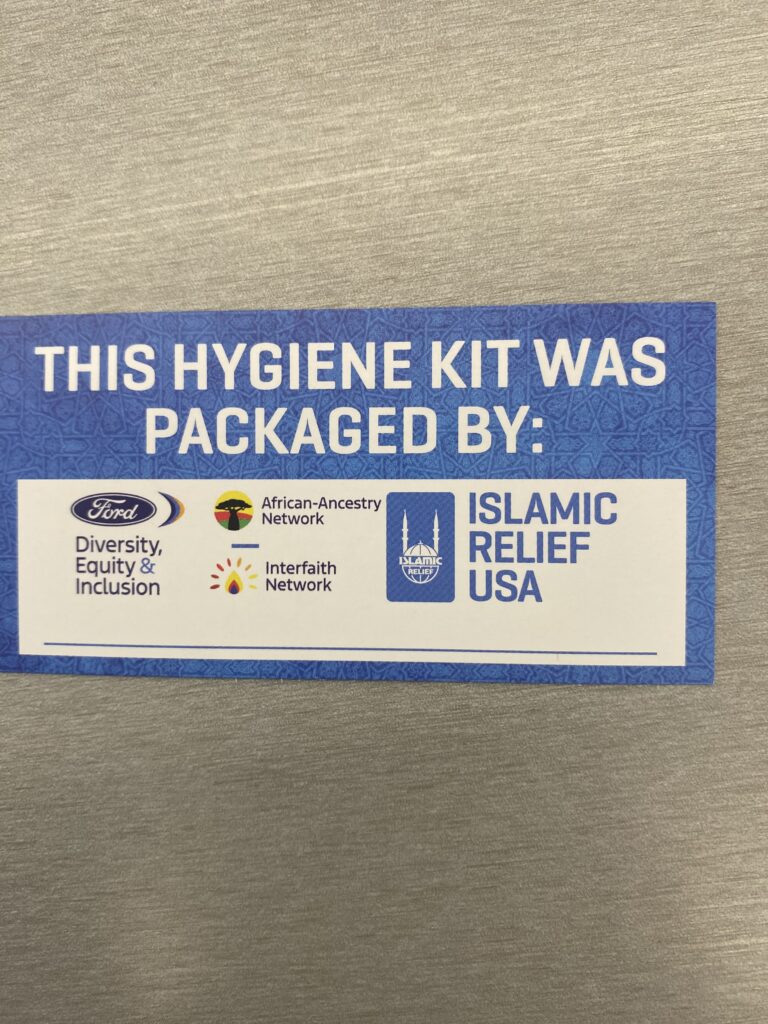 THIS HYGIENE KIT WAS
PACKAGED BY:
Ford
Diversity,
Equity &
Inclusion
African-Ancestry
Network
Interfaith
Network
ISLAMIC
RELIEF
ISLAMIC
RELIEF
USA